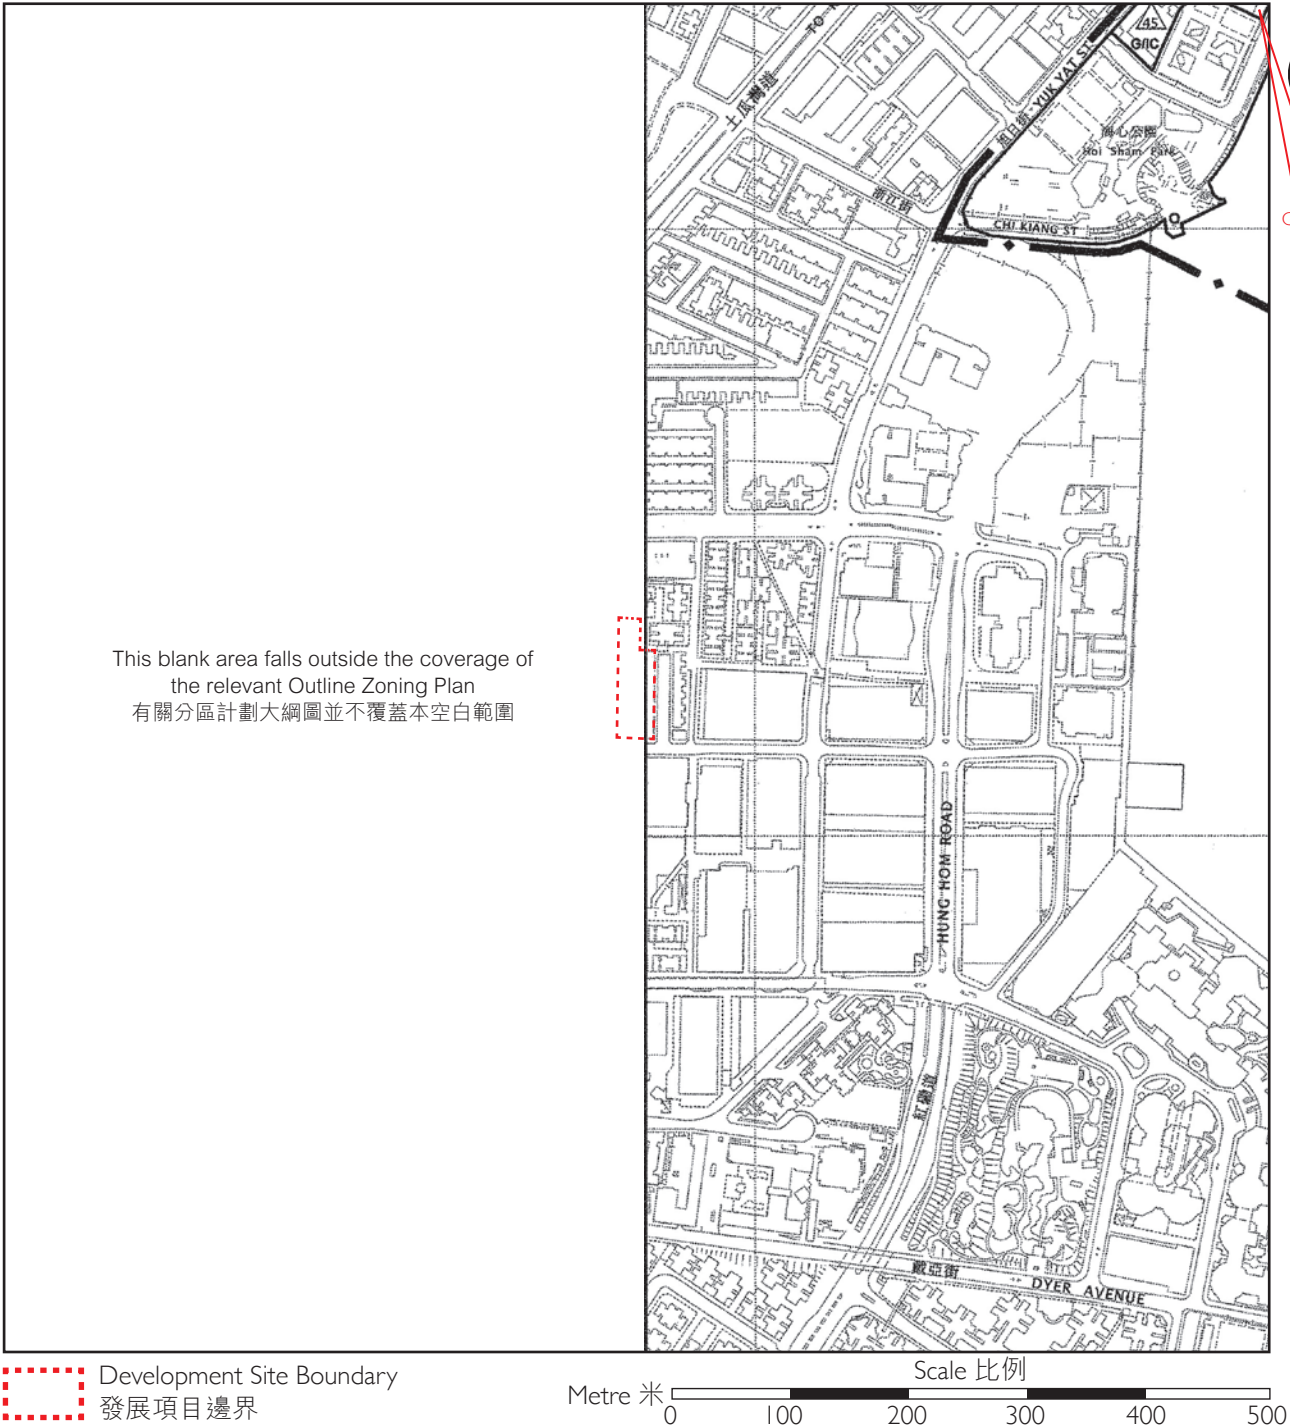 土瓜灣道
45
G/IC
旭日街 - YUK YAT ST
海心公園
Hoi Sham Park
浙江街
CHI KIANG ST
This blank area falls outside the coverage of
the relevant Outline Zoning Plan
有關分區計劃大綱圖並不覆蓋本空白範圍
HUNG HOM ROAD
紅磡道
戴亞街
DYER AVENUE
Development Site Boundary
發展項目邊界
Scale 比例
Metre 米
0 100 200 300 400 500